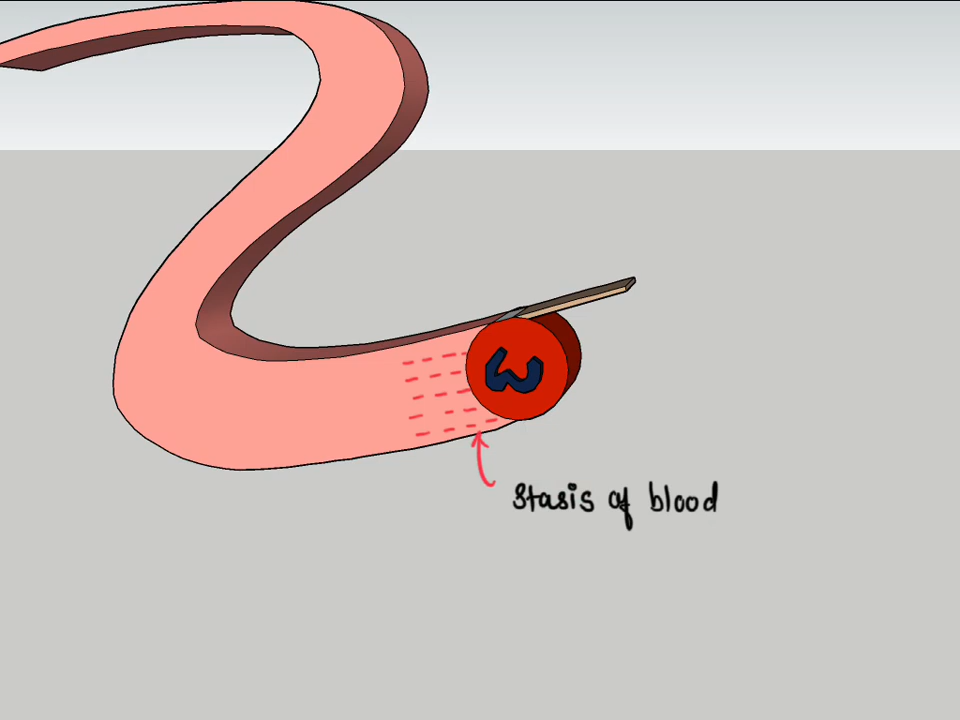 ω
stasis of blood